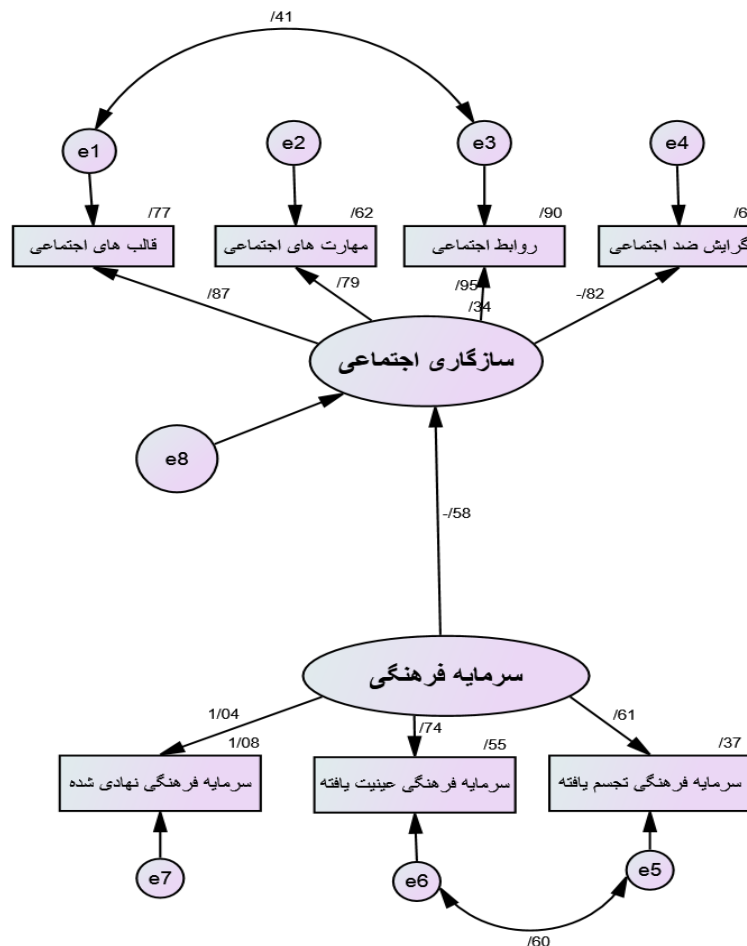 /41
e1
e2
e3
e4
/77
/62
/90
/6
قالب های اجتماعی
مهارت های اجتماعی
روابط اجتماعی
گرایش ضد اجتماعی
/87
/79
/95
-/82
/34
سازگاری اجتماعی
e8
-/58
سرمایه فرهنگی
1/04
/74
/61
1/08
/55
/37
سرمایه فرهنگی نهادی شده
سرمایه فرهنگی عینیت یافته
سرمایه فرهنگی تجسم یافته
e7
e6
e5
/60